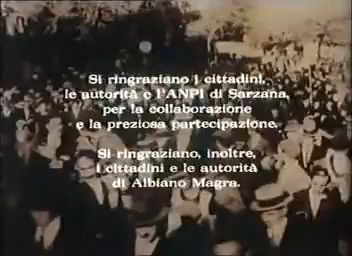 Si ringraziano i cittadini,
le autorità e l'ANPI di Sarzana,
per la collaborazione
e la preziosa partecipazione.
Si ringraziano, inoltre,
i cittadini e le autorità
di Albiano Magra.